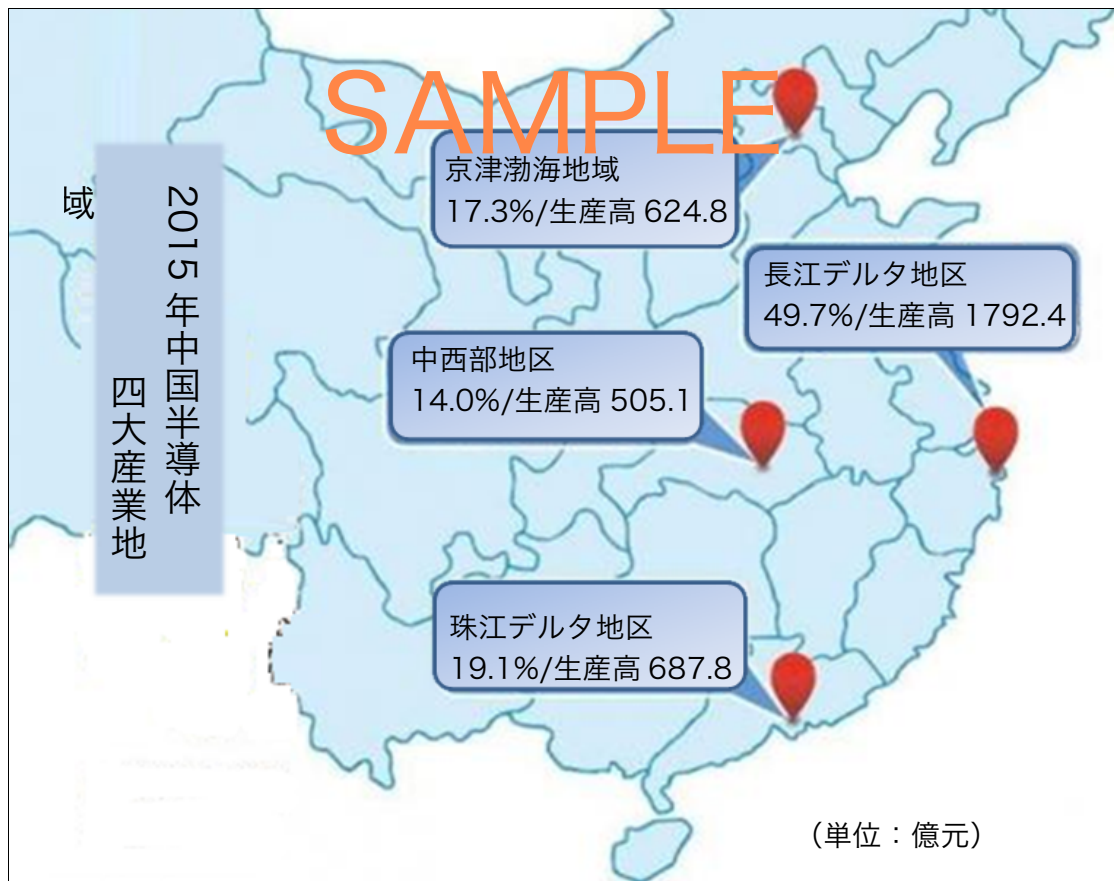 SAMPLE
2015年中国半導体
四大産業地
域
京津渤海地域
17.3%/生産高 624.8
長江デルタ地区
49.7%/生産高 1792.4
中西部地区
14.0%/生産高 505.1
珠江デルタ地区
19.1%/生産高 687.8
（単位：億元）